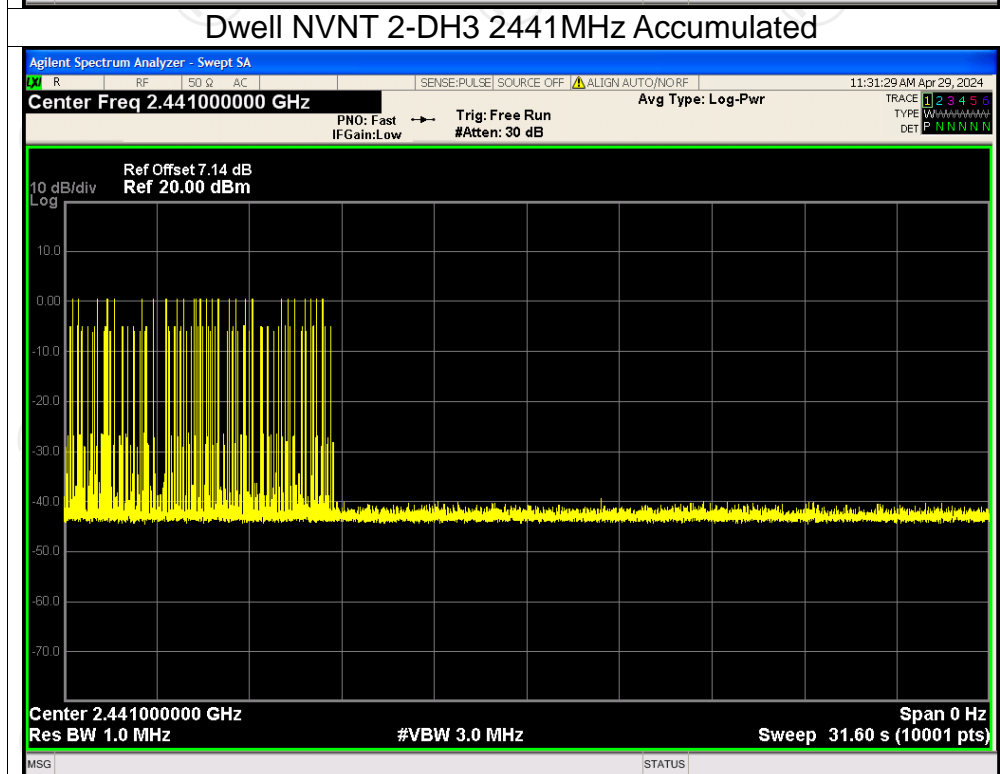 Dwell NVNT 2-DH3 2441MHz Accumulated
Agilent Spectrum Analyzer - Swept SA
LXI R RF 50 Ω AC SENSE:PULSE SOURCE OFF ALIGN AUTO/NO RF 11:31:29 AM Apr 29, 2024
Center Freq 2.441000000 GHz Avg Type: Log-Pwr TRACE 1 2 3 4 5 6
PNO: Fast Trig: Free Run TYPE W
IFGain:Low #Atten: 30 dB DET P N N N N N
Ref Offset 7.14 dB
10 dB/div Ref 20.00 dBm
Log
10.0
0.00
-10.0
-20.0
-30.0
-40.0
-50.0
-60.0
-70.0
Center 2.441000000 GHz Span 0 Hz
Res BW 1.0 MHz #VBW 3.0 MHz Sweep 31.60 s (10001 pts)
MSG STATUS